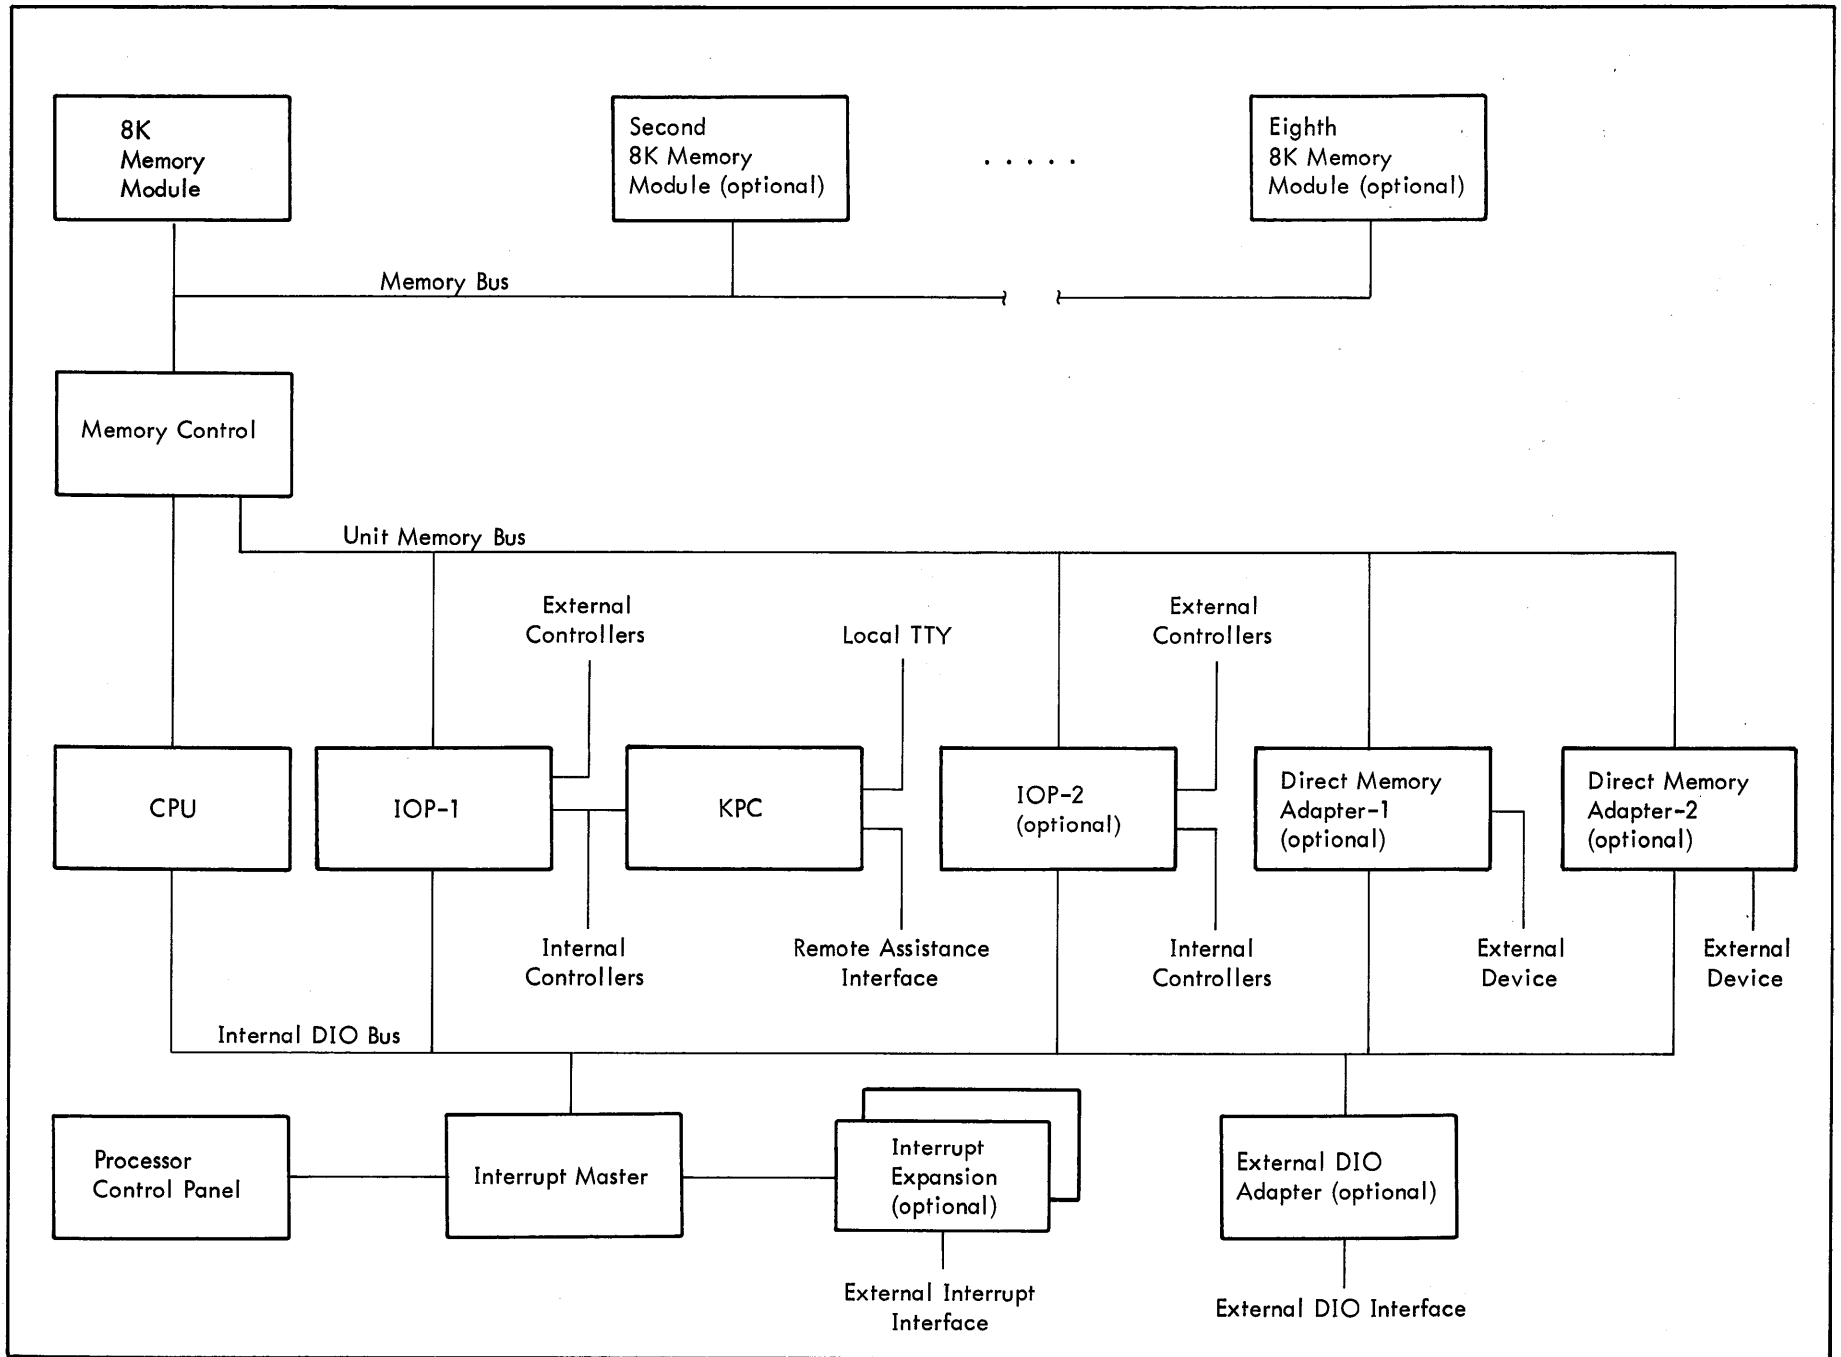 8K
Memory
Module
Second
8K Memory
Module (optional)
. . . . .
Eighth
8K Memory
Module (optional)
Memory Bus
Memory Control
Unit Memory Bus
External
Controllers
Local TTY
External
Controllers
CPU
IOP-1
KPC
IOP-2
(optional)
Direct Memory
Adapter-1
(optional)
Direct Memory
Adapter-2
(optional)
Internal
Controllers
Remote Assistance
Interface
Internal
Controllers
External
Device
External
Device
Internal DIO Bus
Processor
Control Panel
Interrupt Master
Interrupt
Expansion
(optional)
External DIO
Adapter (optional)
External Interrupt
Interface
External DIO Interface